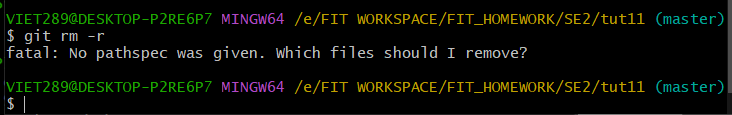 VIET289@DESKTOP-P2RE6P7 MINGW64 /e/FIT WORKSPACE/FIT_HOMEWORK/SE2/tut11 (master)
$ git rm -r
fatal: No pathspec was given. Which files should I remove?
VIET289@DESKTOP-P2RE6P7 MINGW64 /e/FIT WORKSPACE/FIT_HOMEWORK/SE2/tut11 (master)
$